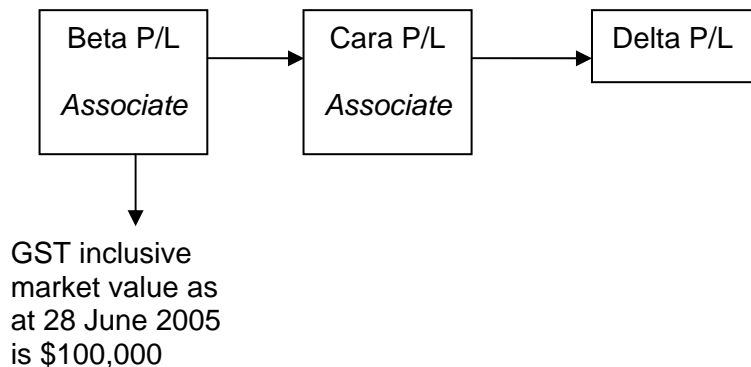 Beta P/L
Associate
Cara P/L
Associate
Delta P/L
GST inclusive
market value as
at 28 June 2005
is $100,000